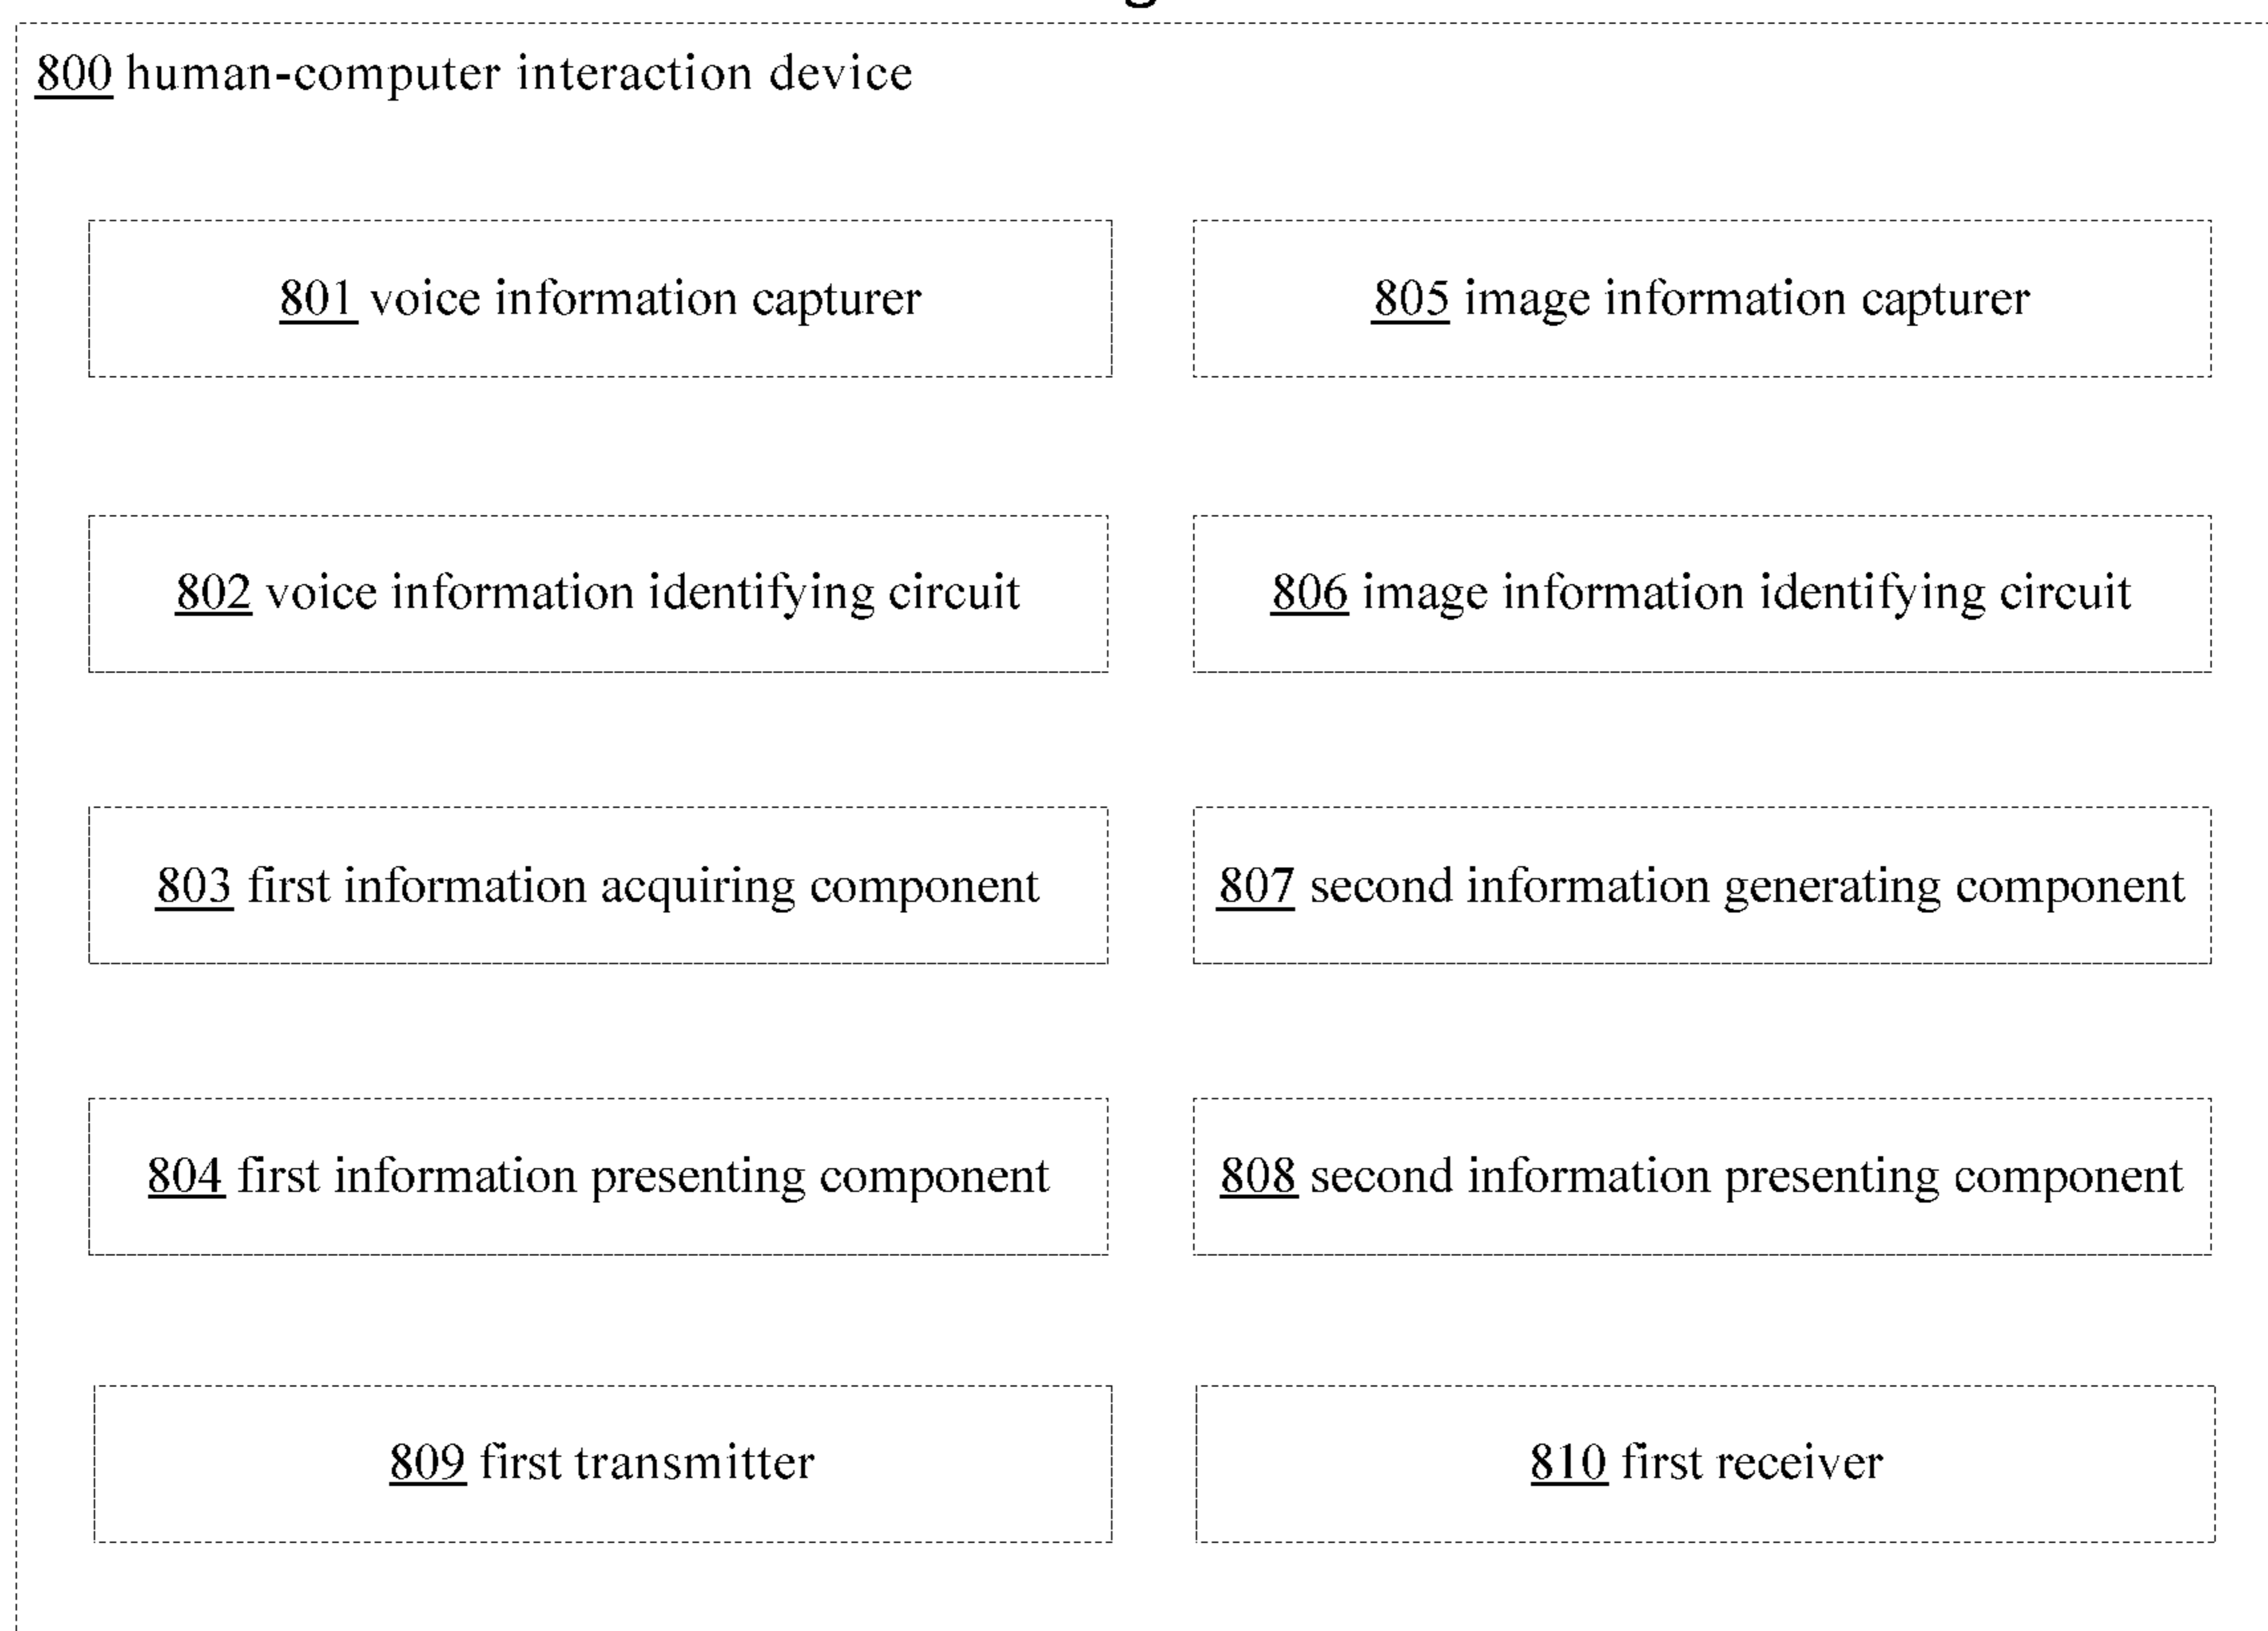 800 human-computer interaction device
801 voice information capturer
805 image information capturer
802 voice information identifying circuit
806 image information identifying circuit
803 first information acquiring component
807 second information generating component
804 first information presenting component
808 second information presenting component
809 first transmitter
810 first receiver